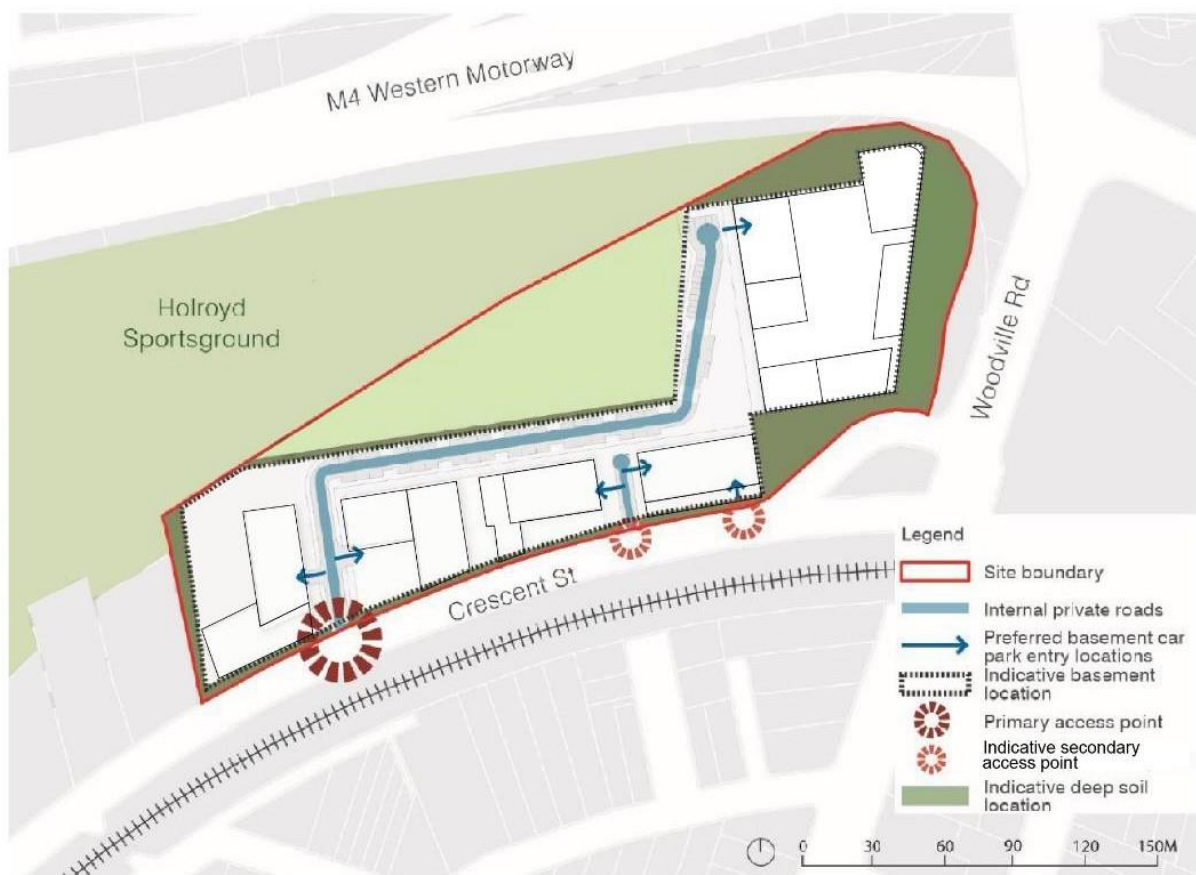 M4 Western Motorway
Holroyd
Sportsground
Woodville Rd
Crescent St
Legend
Site boundary
Internal private roads
Preferred basement car
park entry locations
Indicative basement
location
Primary access point
Indicative secondary
access point
Indicative deep soil
location
0 30 60 90 120 150M